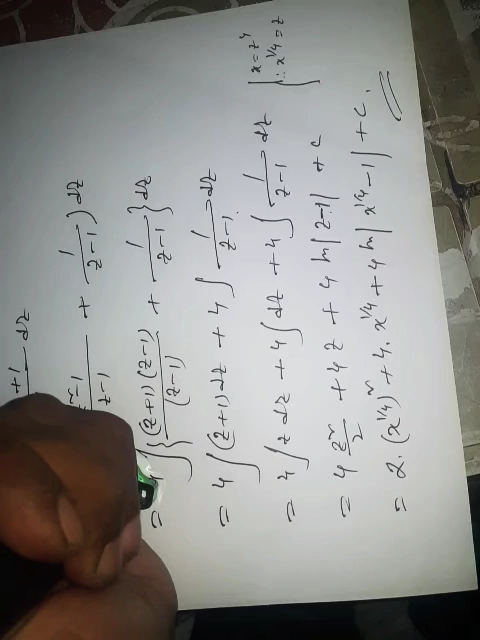 +1 dz
z² - 1 / z - 1 + 1 / (z - 1) ) dz
= 4 ∫ { (z+1)(z-1) / (z-1) + 1 / (z-1) } dz
= 4 ∫ (z+1) dz + 4 ∫ 1 / (z-1) dz
= 4 ∫ z dz + 4 ∫ dz + 4 ∫ 1 / (z-1) dz { x = z⁴ ∴ x^(1/4) = z
= 4 z² / 2 + 4z + 4 ln|z-1| + c
= 2. (x^(1/4))² + 4. x^(1/4) + 4 ln|x^(1/4) - 1| + c.